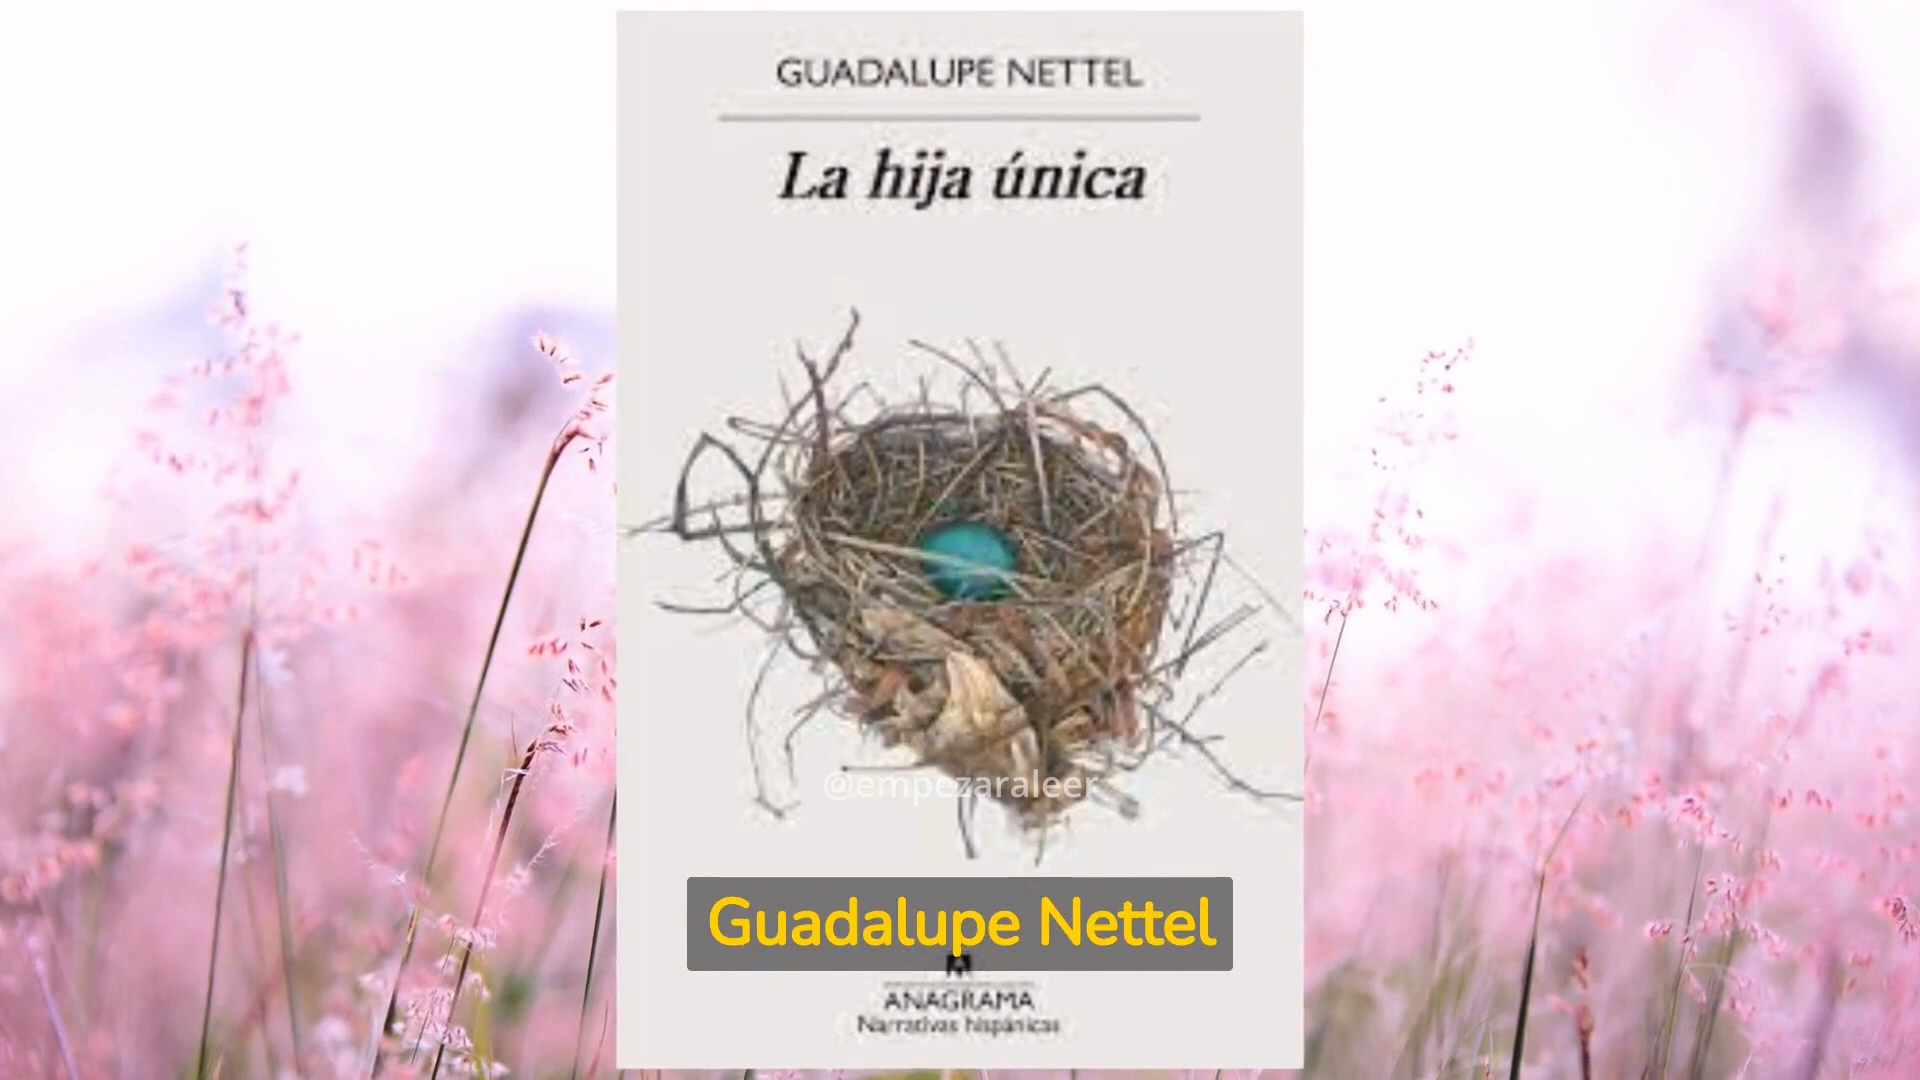 GUADALUPE NETTEL
La hija única
@empezaraleer
Guadalupe Nettel
ANAGRAMA
Narrativas hispánicas